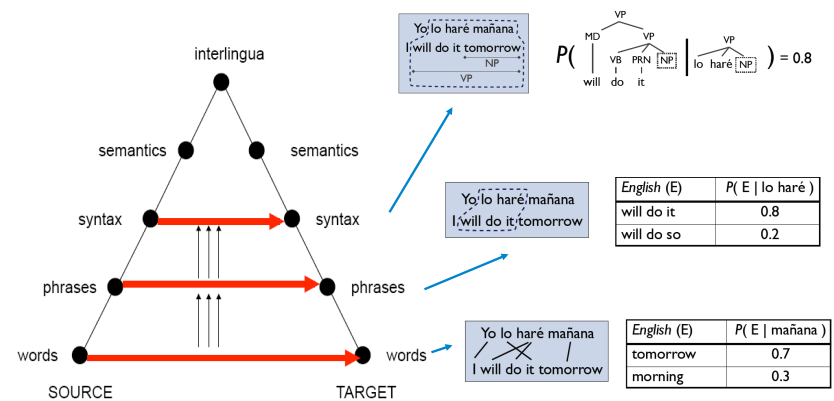 interlingua
semantics
semantics
syntax
syntax
phrases
phrases
words
words
SOURCE
TARGET
Yo lo haré mañana
I will do it tomorrow
NP
VP
P( | ) = 0.8
VP
MD VP
VB PRN NP
will do it
VP
lo haré NP
Yo lo haré mañana
I will do it tomorrow
English (E) P( E | lo haré )
will do it 0.8
will do so 0.2
Yo lo haré mañana
I will do it tomorrow
English (E) P( E | mañana )
tomorrow 0.7
morning 0.3